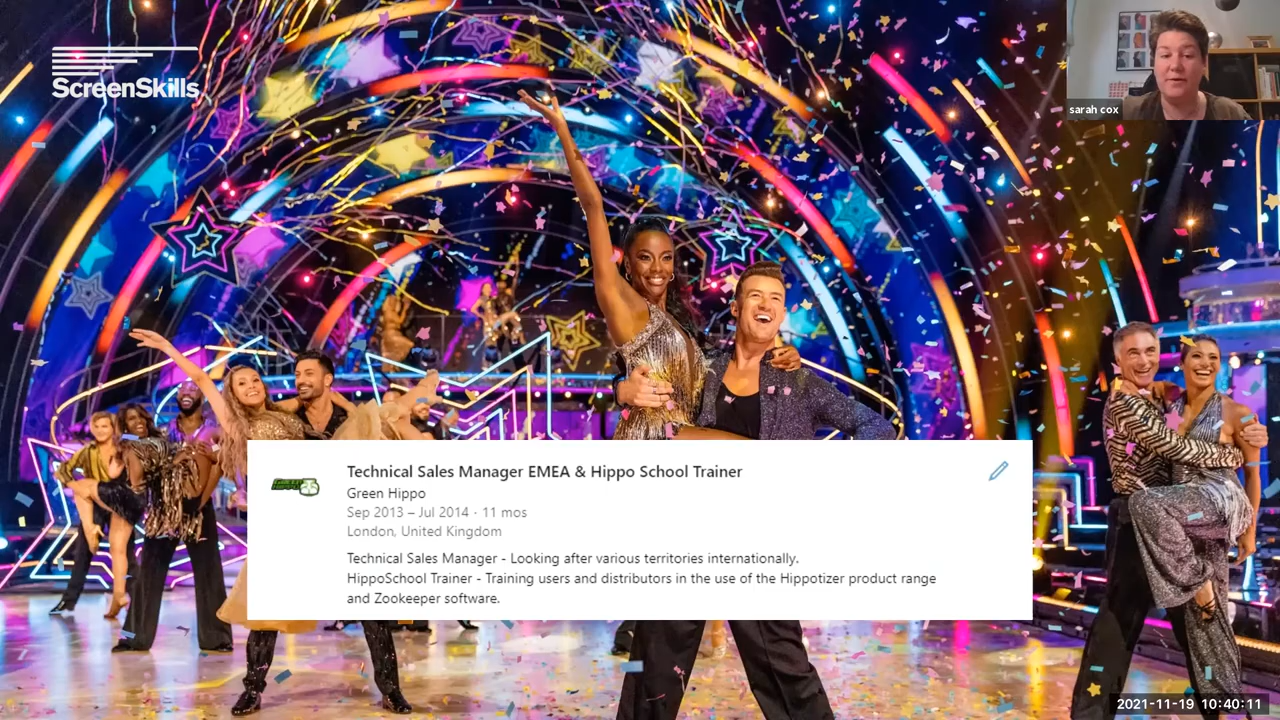 ScreenSkills
sarah cox
Technical Sales Manager EMEA & Hippo School Trainer
GREEN HIPPO
Green Hippo
Sep 2013 – Jul 2014 · 11 mos
London, United Kingdom
Technical Sales Manager - Looking after various territories internationally.
HippoSchool Trainer - Training users and distributors in the use of the Hippotizer product range
and Zookeeper software.
2021-11-19 10:40:11